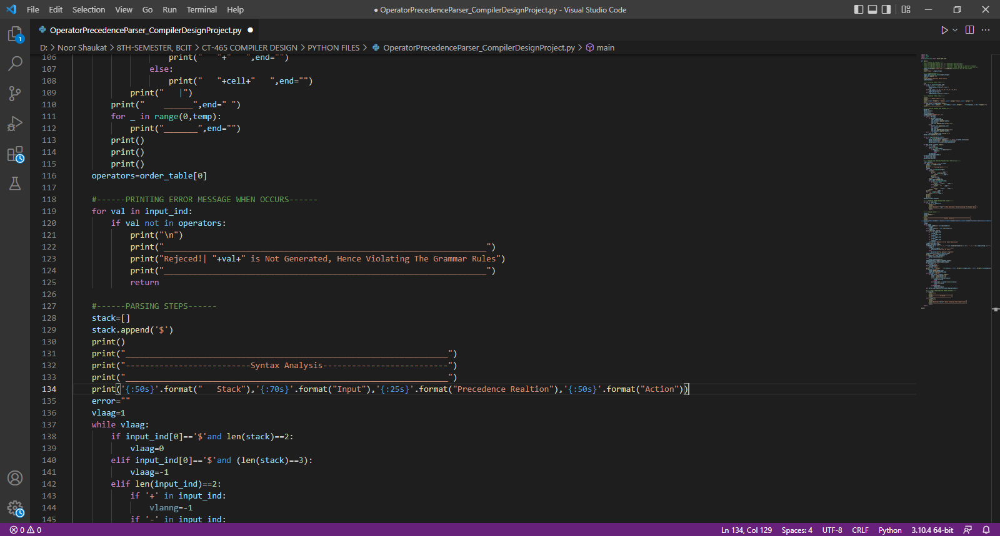 File Edit Selection View Go Run Terminal Help
● OperatorPrecedenceParser_CompilerDesignProject.py - Visual Studio Code
OperatorPrecedenceParser_CompilerDesignProject.py ●
D: > Noor Shaukat > 8TH-SEMESTER, BCIT > CT-465 COMPILER DESIGN > PYTHON FILES > OperatorPrecedenceParser_CompilerDesignProject.py > main
1
106                 print("   "+"   ",end="")
107             else:
108                 print("   "+cell+"   ",end="")
109         print("   |")
110     print("    ______",end=" ")
111     for _ in range(0,temp):
112         print("_______",end="")
113     print()
114     print()
115     print()
116 operators=order_table[0]
117
118 #------PRINTING ERROR MESSAGE WHEN OCCURS------
119 for val in input_ind:
120     if val not in operators:
121         print("\n")
122         print("___________________________________________________________________")
123         print("Rejeced!| "+val+" is Not Generated, Hence Violating The Grammar Rules")
124         print("___________________________________________________________________")
125         return
126
127 #------PARSING STEPS------
128 stack=[]
129 stack.append('$')
130 print()
131 print("___________________________________________________________________")
132 print("--------------------------Syntax Analysis--------------------------")
133 print("___________________________________________________________________")
134 print('{:50s}'.format("   Stack"),'{:70s}'.format("Input"),'{:25s}'.format("Precedence Realtion"),'{:50s}'.format("Action"))
135 error=""
136 vlaag=1
137 while vlaag:
138     if input_ind[0]=='$'and len(stack)==2:
139         vlaag=0
140     elif input_ind[0]=='$'and (len(stack)==3):
141         vlaag=-1
142     elif len(input_ind)==2:
143         if '+' in input_ind:
144             vlanng=-1
145         if '-' in input_ind:
0 0
Ln 134, Col 129 Spaces: 4 UTF-8 CRLF Python 3.10.4 64-bit